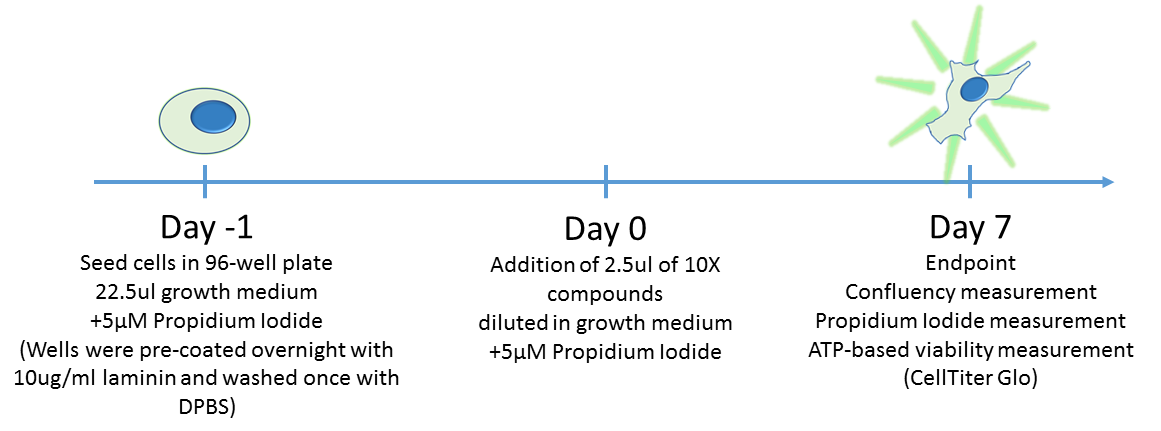 Day -1
Seed cells in 96-well plate
22.5ul growth medium
+5µM Propidium Iodide
(Wells were pre-coated overnight with
10ug/ml laminin and washed once with
DPBS)
Day 0
Addition of 2.5ul of 10X
compounds
diluted in growth medium
+5µM Propidium Iodide
Day 7
Endpoint
Confluency measurement
Propidium Iodide measurement
ATP-based viability measurement
(CellTiter Glo)